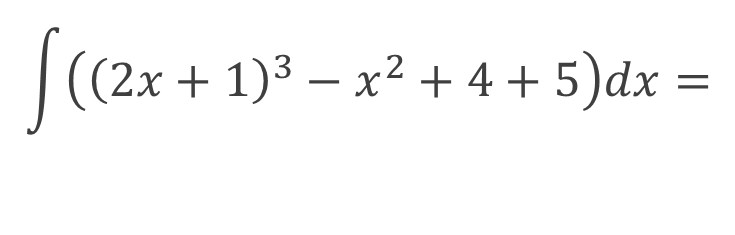 ∫((2x + 1)³ − x² + 4 + 5)dx =